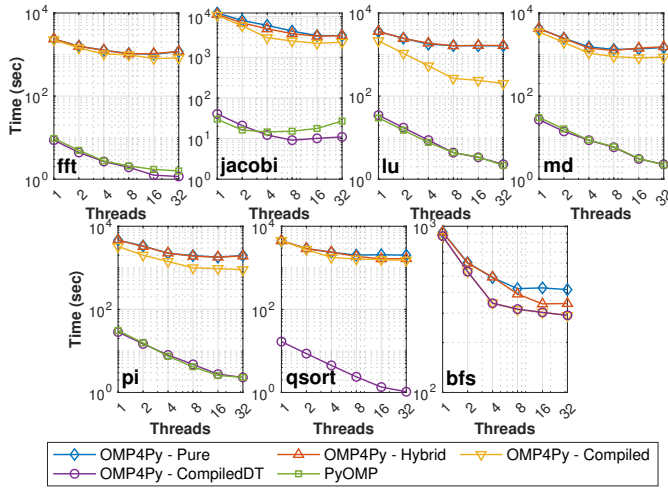 Time (sec)
10^4
10^2
10^0
fft
1 2 4 8 16 32
Threads
10^4
10^3
10^2
10^1
10^0
jacobi
1 2 4 8 16 32
Threads
10^4
10^2
10^0
lu
1 2 4 8 16 32
Threads
10^4
10^2
10^0
md
1 2 4 8 16 32
Threads
Time (sec)
10^4
10^2
10^0
pi
1 2 4 8 16 32
Threads
10^4
10^2
10^0
qsort
1 2 4 8 16 32
Threads
10^3
10^2
bfs
1 2 4 8 16 32
Threads
OMP4Py - Pure OMP4Py - Hybrid OMP4Py - Compiled
OMP4Py - CompiledDT PyOMP